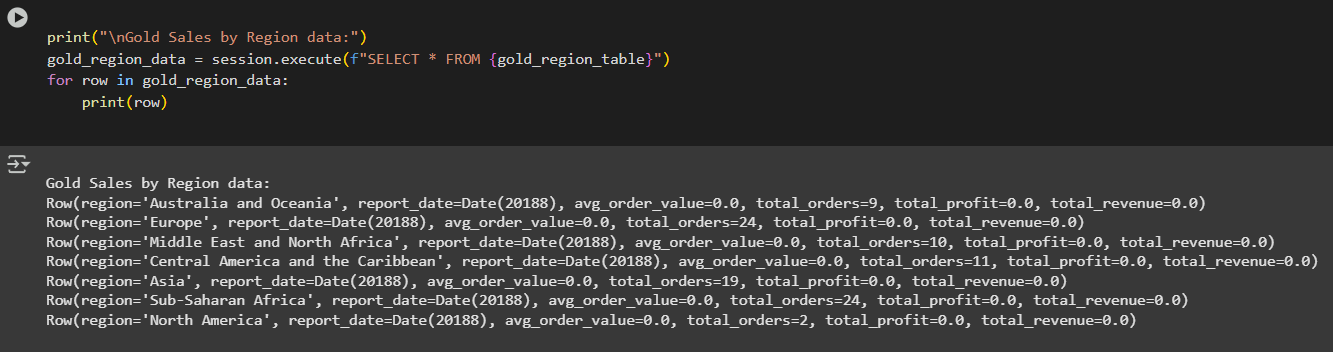 print("\nGold Sales by Region data:")
gold_region_data = session.execute(f"SELECT * FROM {gold_region_table}")
for row in gold_region_data:
    print(row)
Gold Sales by Region data:
Row(region='Australia and Oceania', report_date=Date(20188), avg_order_value=0.0, total_orders=9, total_profit=0.0, total_revenue=0.0)
Row(region='Europe', report_date=Date(20188), avg_order_value=0.0, total_orders=24, total_profit=0.0, total_revenue=0.0)
Row(region='Middle East and North Africa', report_date=Date(20188), avg_order_value=0.0, total_orders=10, total_profit=0.0, total_revenue=0.0)
Row(region='Central America and the Caribbean', report_date=Date(20188), avg_order_value=0.0, total_orders=11, total_profit=0.0, total_revenue=0.0)
Row(region='Asia', report_date=Date(20188), avg_order_value=0.0, total_orders=19, total_profit=0.0, total_revenue=0.0)
Row(region='Sub-Saharan Africa', report_date=Date(20188), avg_order_value=0.0, total_orders=24, total_profit=0.0, total_revenue=0.0)
Row(region='North America', report_date=Date(20188), avg_order_value=0.0, total_orders=2, total_profit=0.0, total_revenue=0.0)